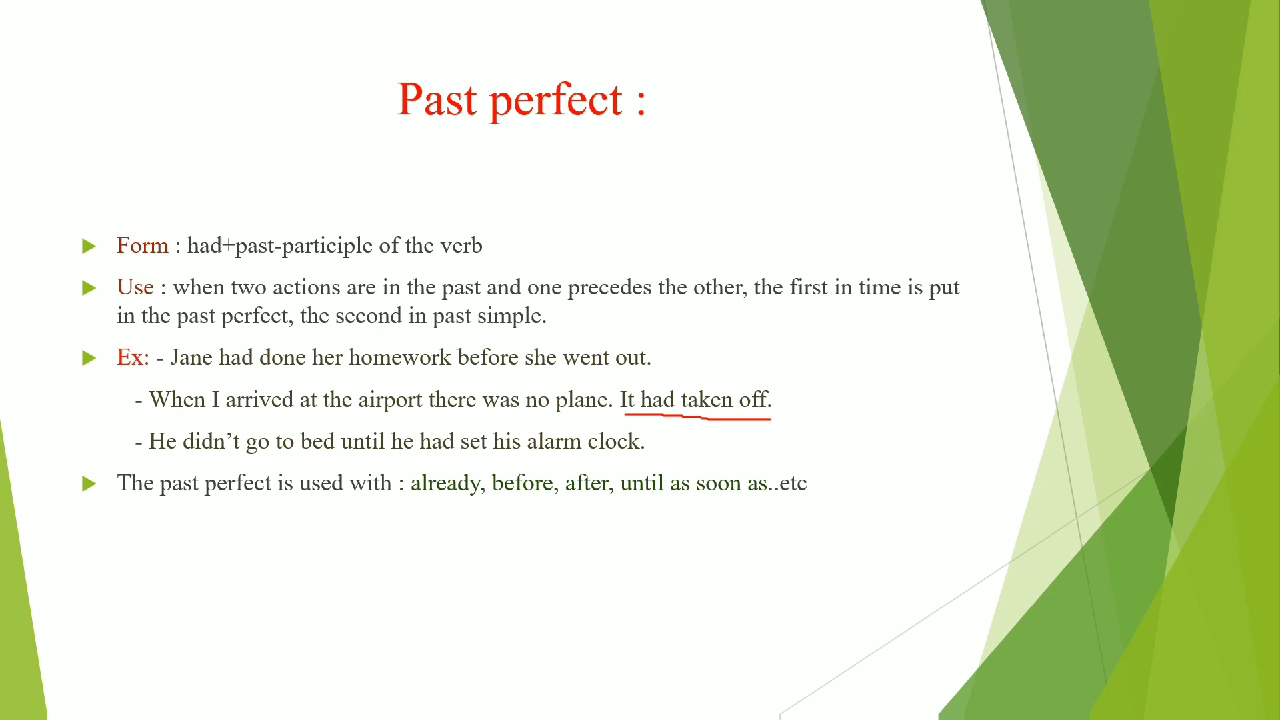 Past perfect :
Form : had+past-participle of the verb
Use : when two actions are in the past and one precedes the other, the first in time is put
in the past perfect, the second in past simple.
Ex: - Jane had done her homework before she went out.
- When I arrived at the airport there was no plane. It had taken off.
- He didn’t go to bed until he had set his alarm clock.
The past perfect is used with : already, before, after, until as soon as..etc